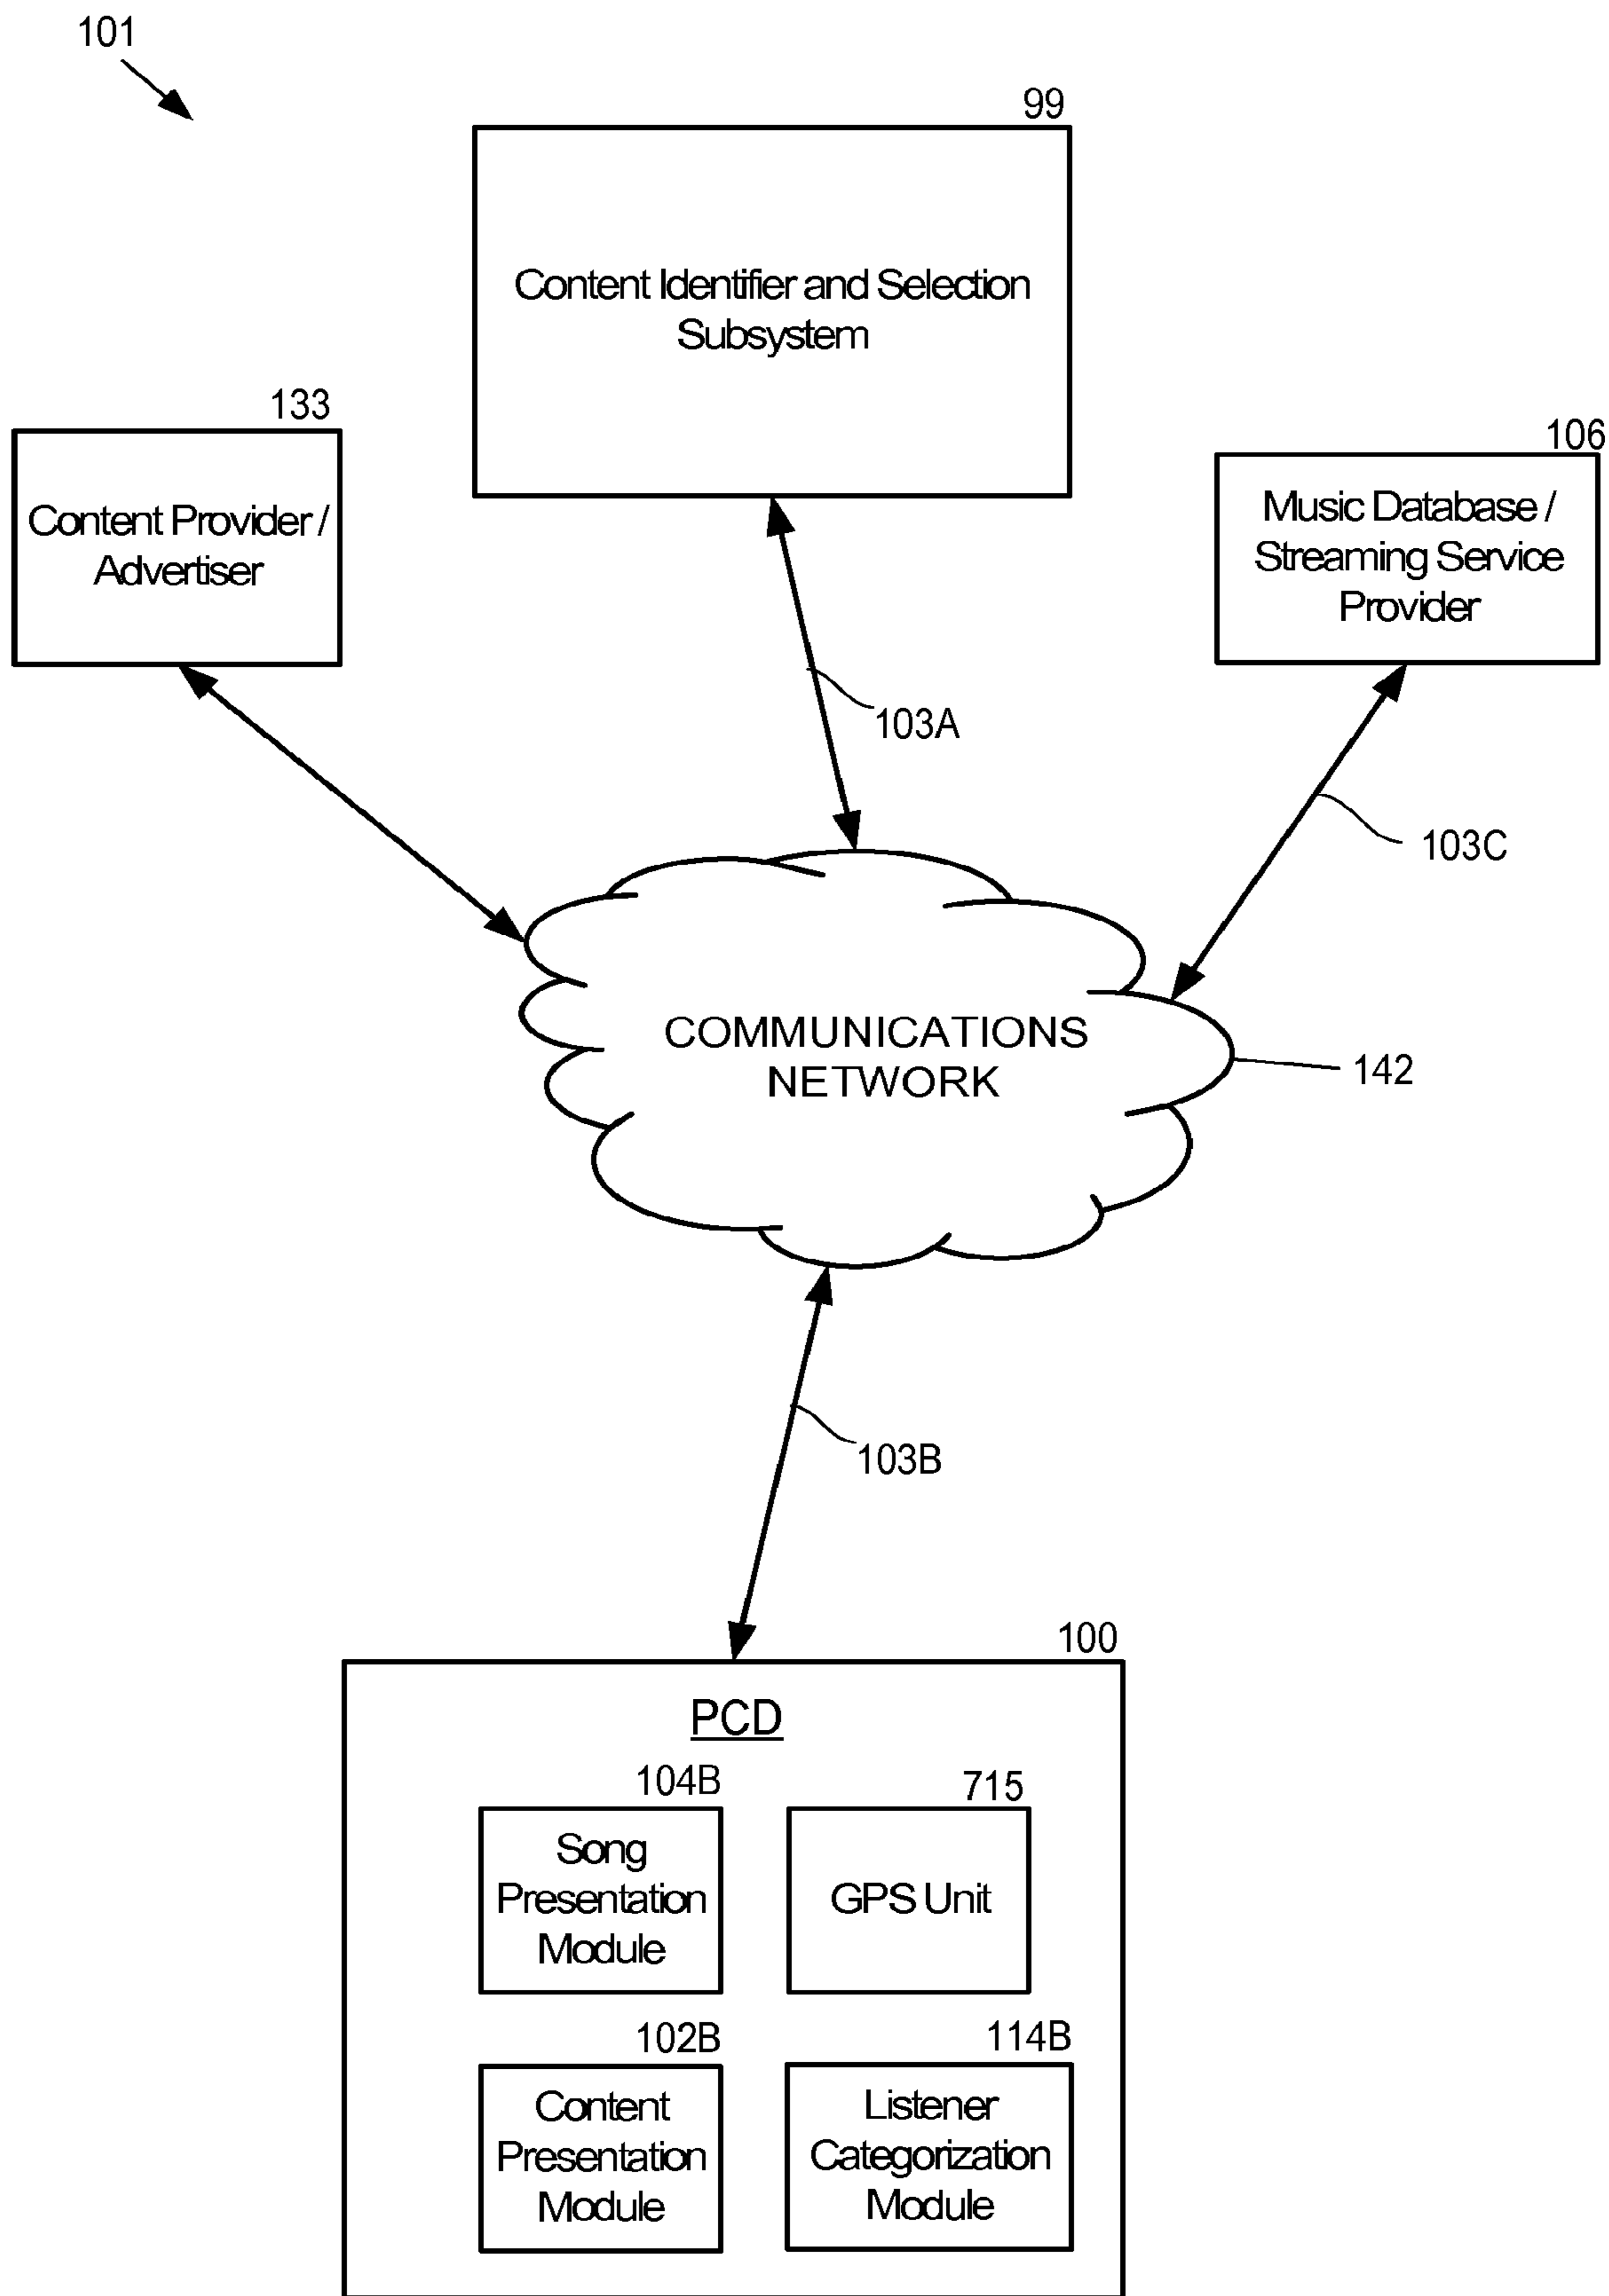 101
99
Content Identifier and Selection
Subsystem
133
Content Provider /
Advertiser
106
Music Database /
Streaming Service
Provider
103A
103C
COMMUNICATIONS
NETWORK
142
103B
100
PCD
104B
Song
Presentation
Module
715
GPS Unit
102B
Content
Presentation
Module
114B
Listener
Categorization
Module